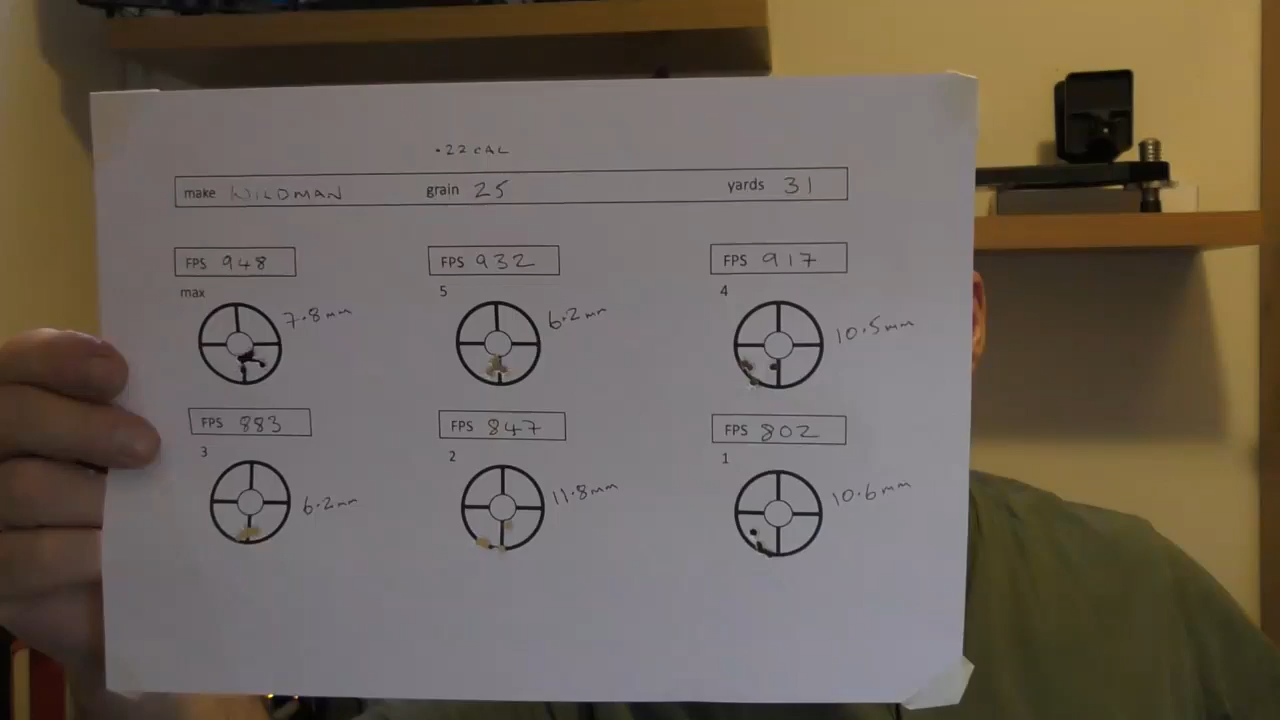 .22 CAL
make WILDMAN grain 25 yards 31
FPS 948 FPS 932 FPS 917
max 5 4
7.8mm 6.2mm 10.5mm
FPS 883 FPS 847 FPS 802
3 2 1
6.2mm 11.8mm 10.6mm